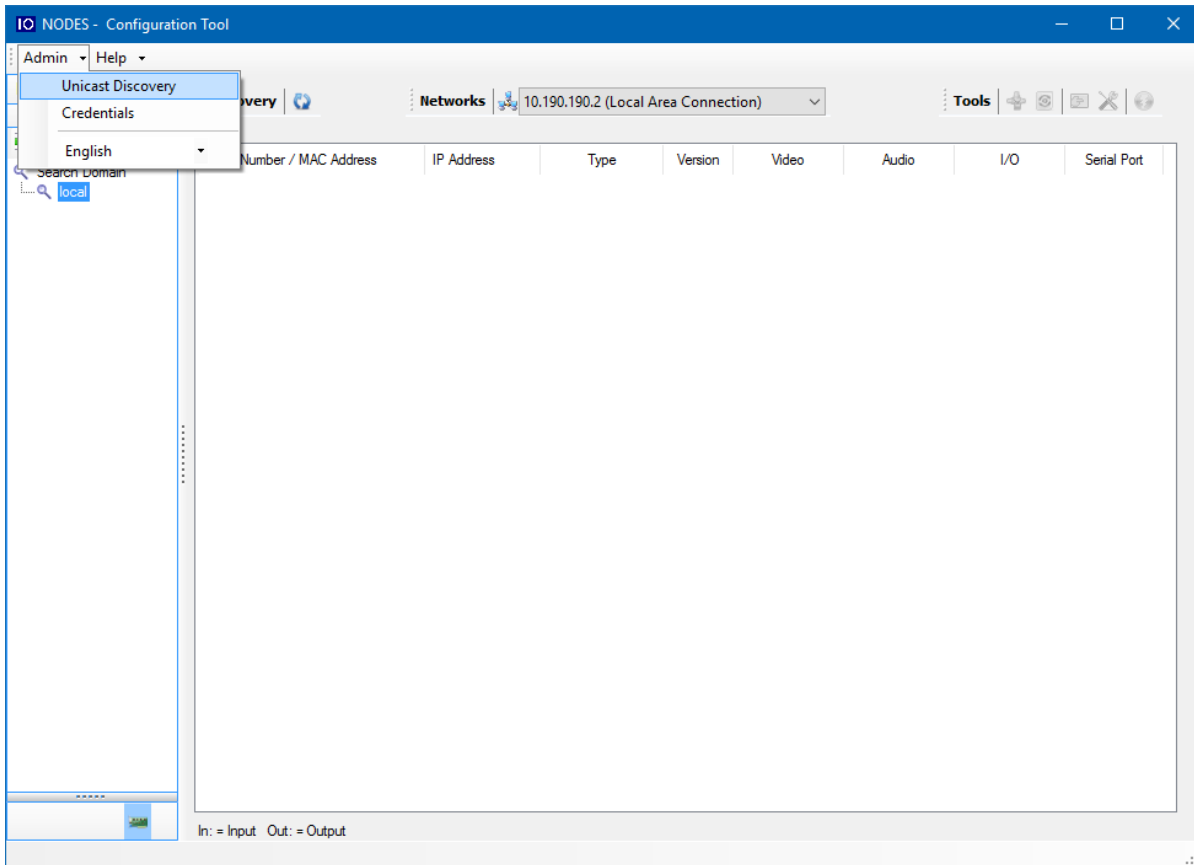 IO NODES - Configuration Tool
Admin Help
Unicast Discovery
Credentials
English
Networks 10.190.190.2 (Local Area Connection) Tools
Number / MAC Address IP Address Type Version Video Audio I/O Serial Port
Search Domain
local
In: = Input Out: = Output